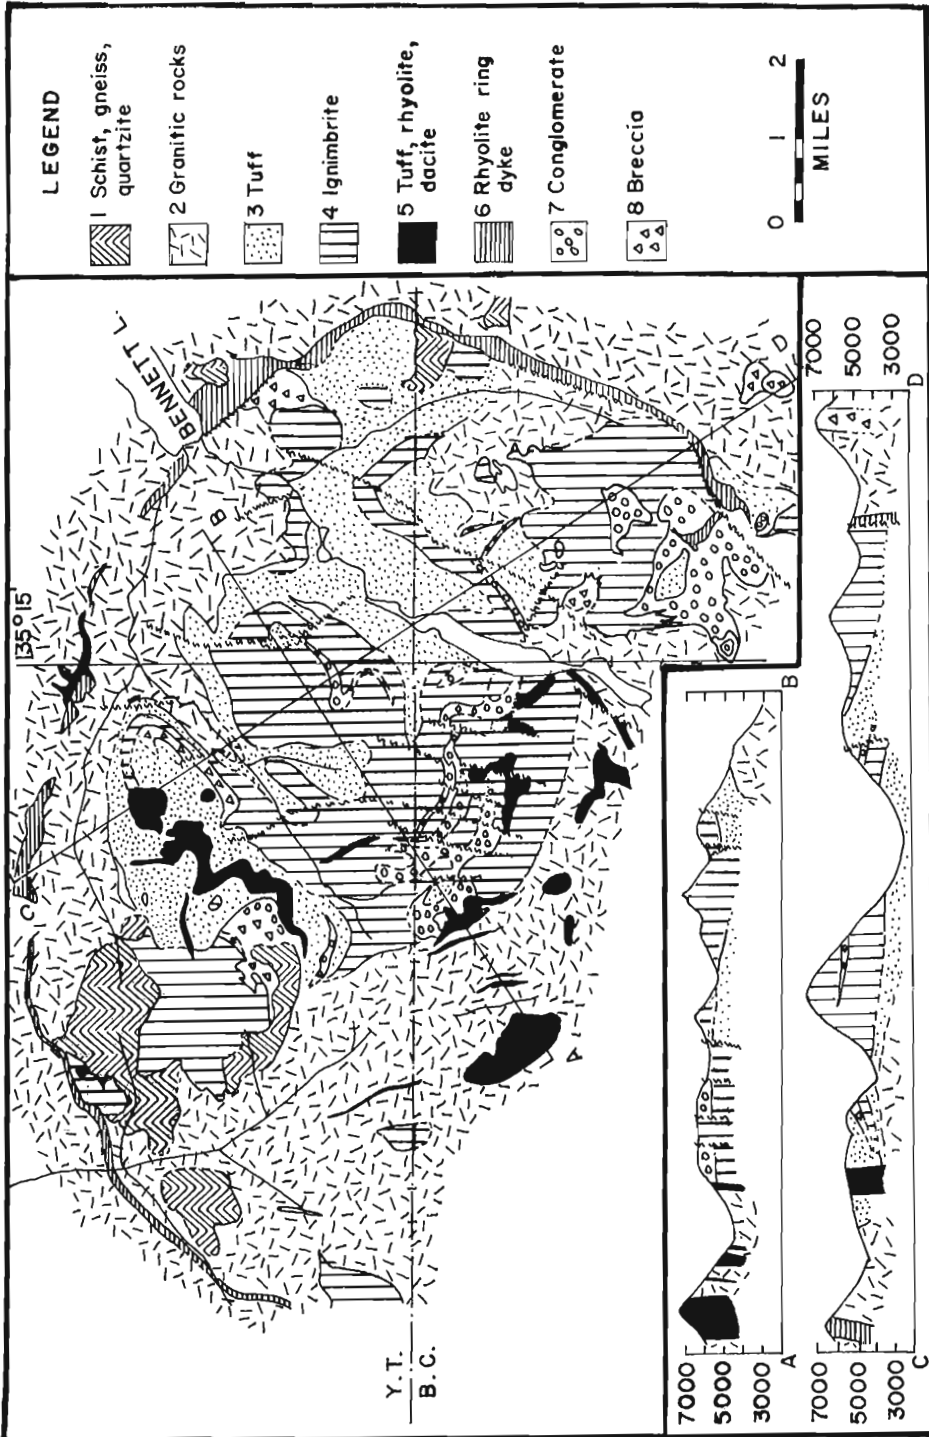 LEGEND
1 Schist, gneiss,
quartzite
2 Granitic rocks
3 Tuff
4 Ignimbrite
5 Tuff, rhyolite,
dacite
6 Rhyolite ring
dyke
7 Conglomerate
8 Breccia
0 1 2
MILES
135° 15'
BENNETT L.
Y.T.
B.C.
A
B
C
D
7000
5000
3000
A
B
7000
5000
3000
C
7000
5000
3000
D